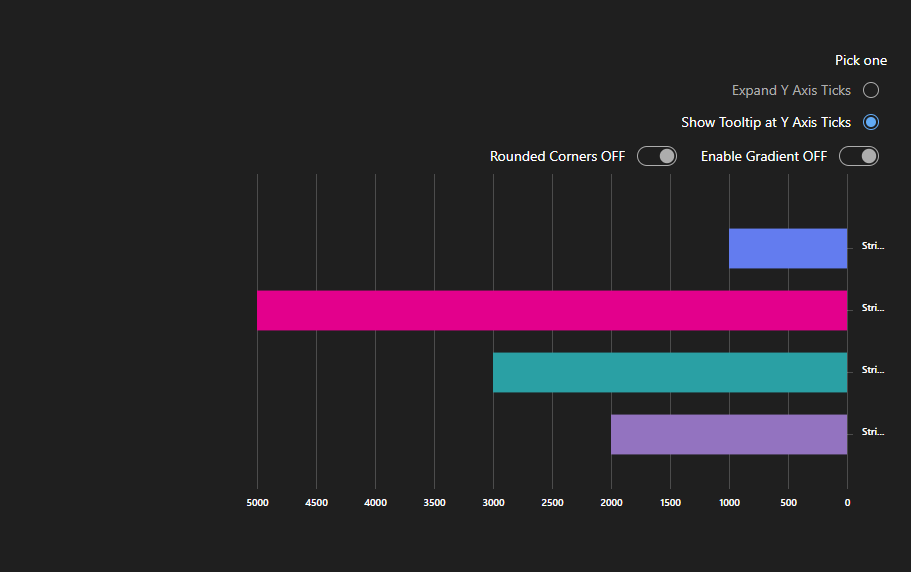 Pick one
Expand Y Axis Ticks
Show Tooltip at Y Axis Ticks
Rounded Corners OFF Enable Gradient OFF
Stri...
Stri...
Stri...
Stri...
5000 4500 4000 3500 3000 2500 2000 1500 1000 500 0